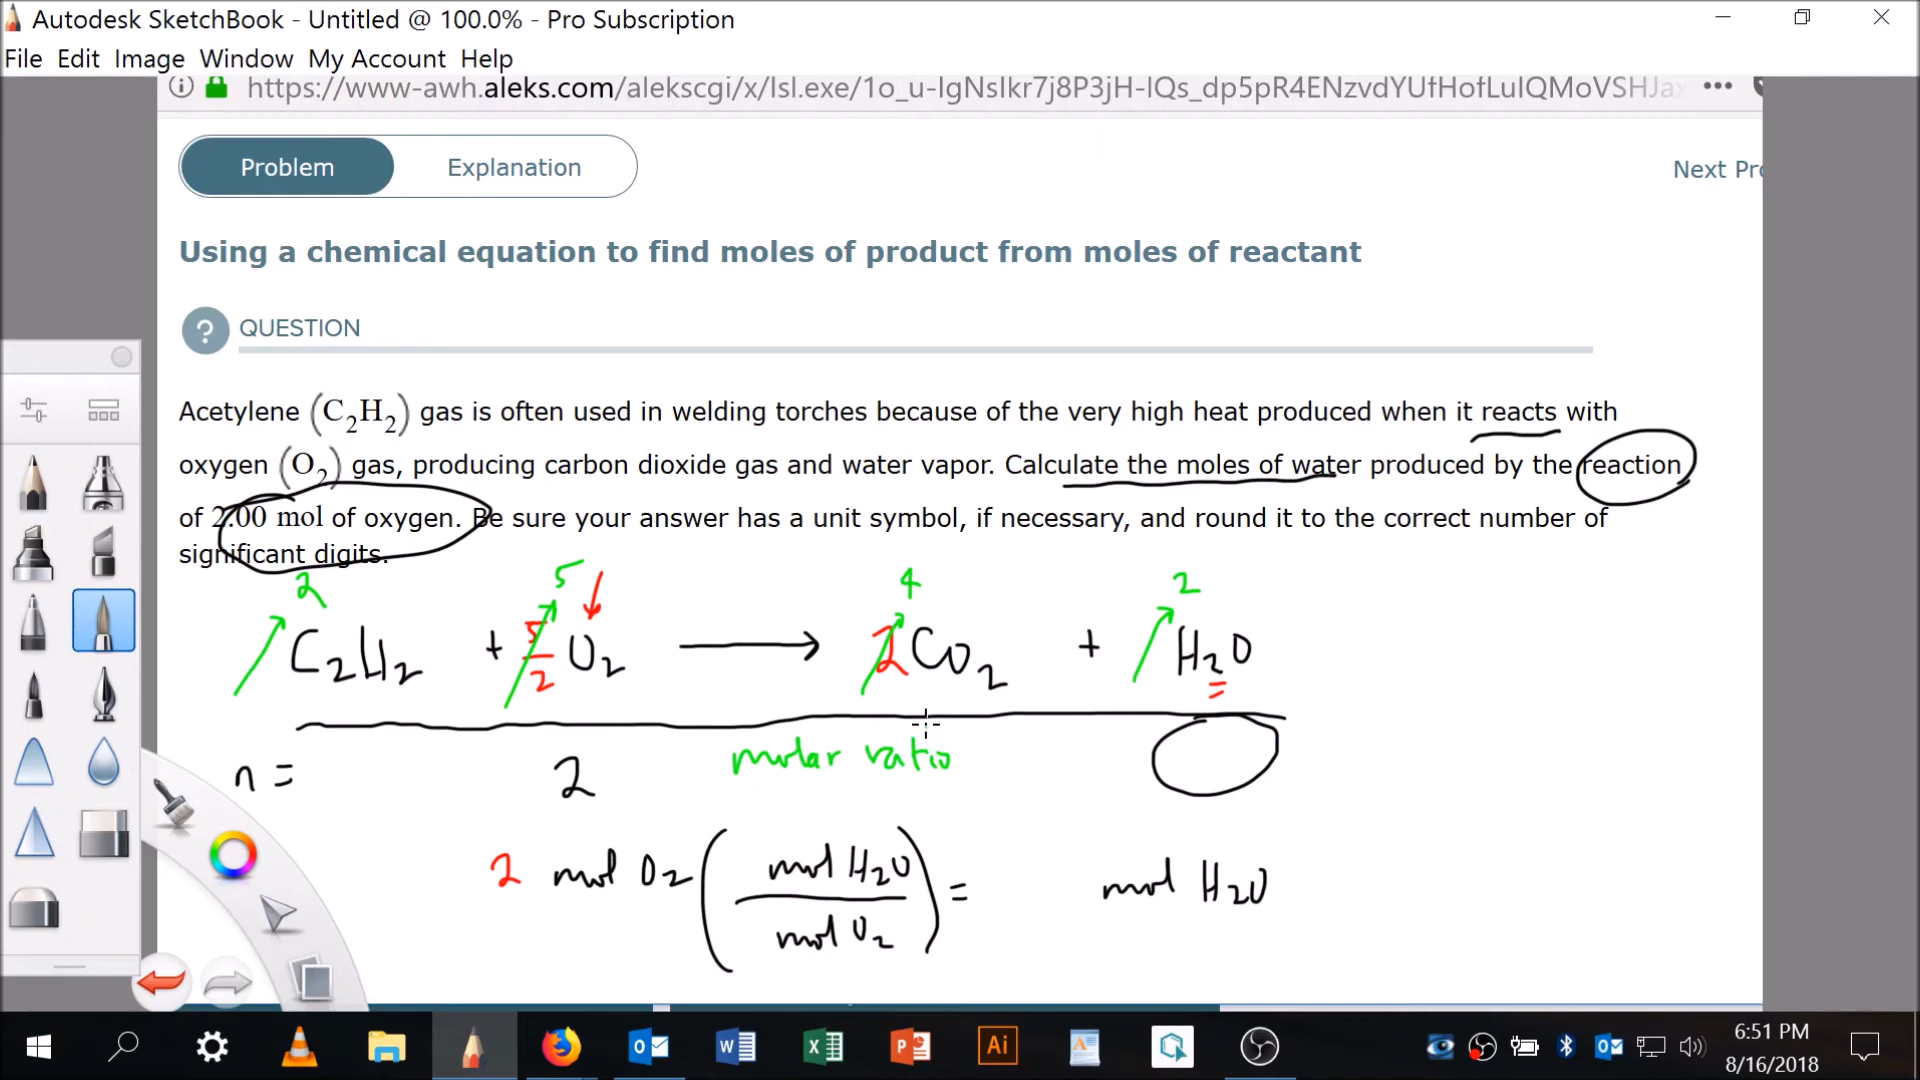 Autodesk SketchBook - Untitled @ 100.0% - Pro Subscription
File Edit Image Window My Account Help
https://www-awh.aleks.com/alekscgi/x/Isl.exe/1o_u-IgNsIkr7j8P3jH-lQs_dp5pR4ENzvdYUfHofLuIQMoVSHJax
Problem Explanation Next Pro
Using a chemical equation to find moles of product from moles of reactant
? QUESTION
Acetylene (C₂H₂) gas is often used in welding torches because of the very high heat produced when it reacts with
oxygen (O₂) gas, producing carbon dioxide gas and water vapor. Calculate the moles of water produced by the reaction
of 2.00 mol of oxygen. Be sure your answer has a unit symbol, if necessary, and round it to the correct number of
significant digits.
2 5 4 2
C₂H₂ + 5/2 O₂ → 2CO₂ + H₂O
n = 2 molar ratio
2 mol O₂ (mol H₂O / mol O₂) = mol H₂O
6:51 PM
8/16/2018